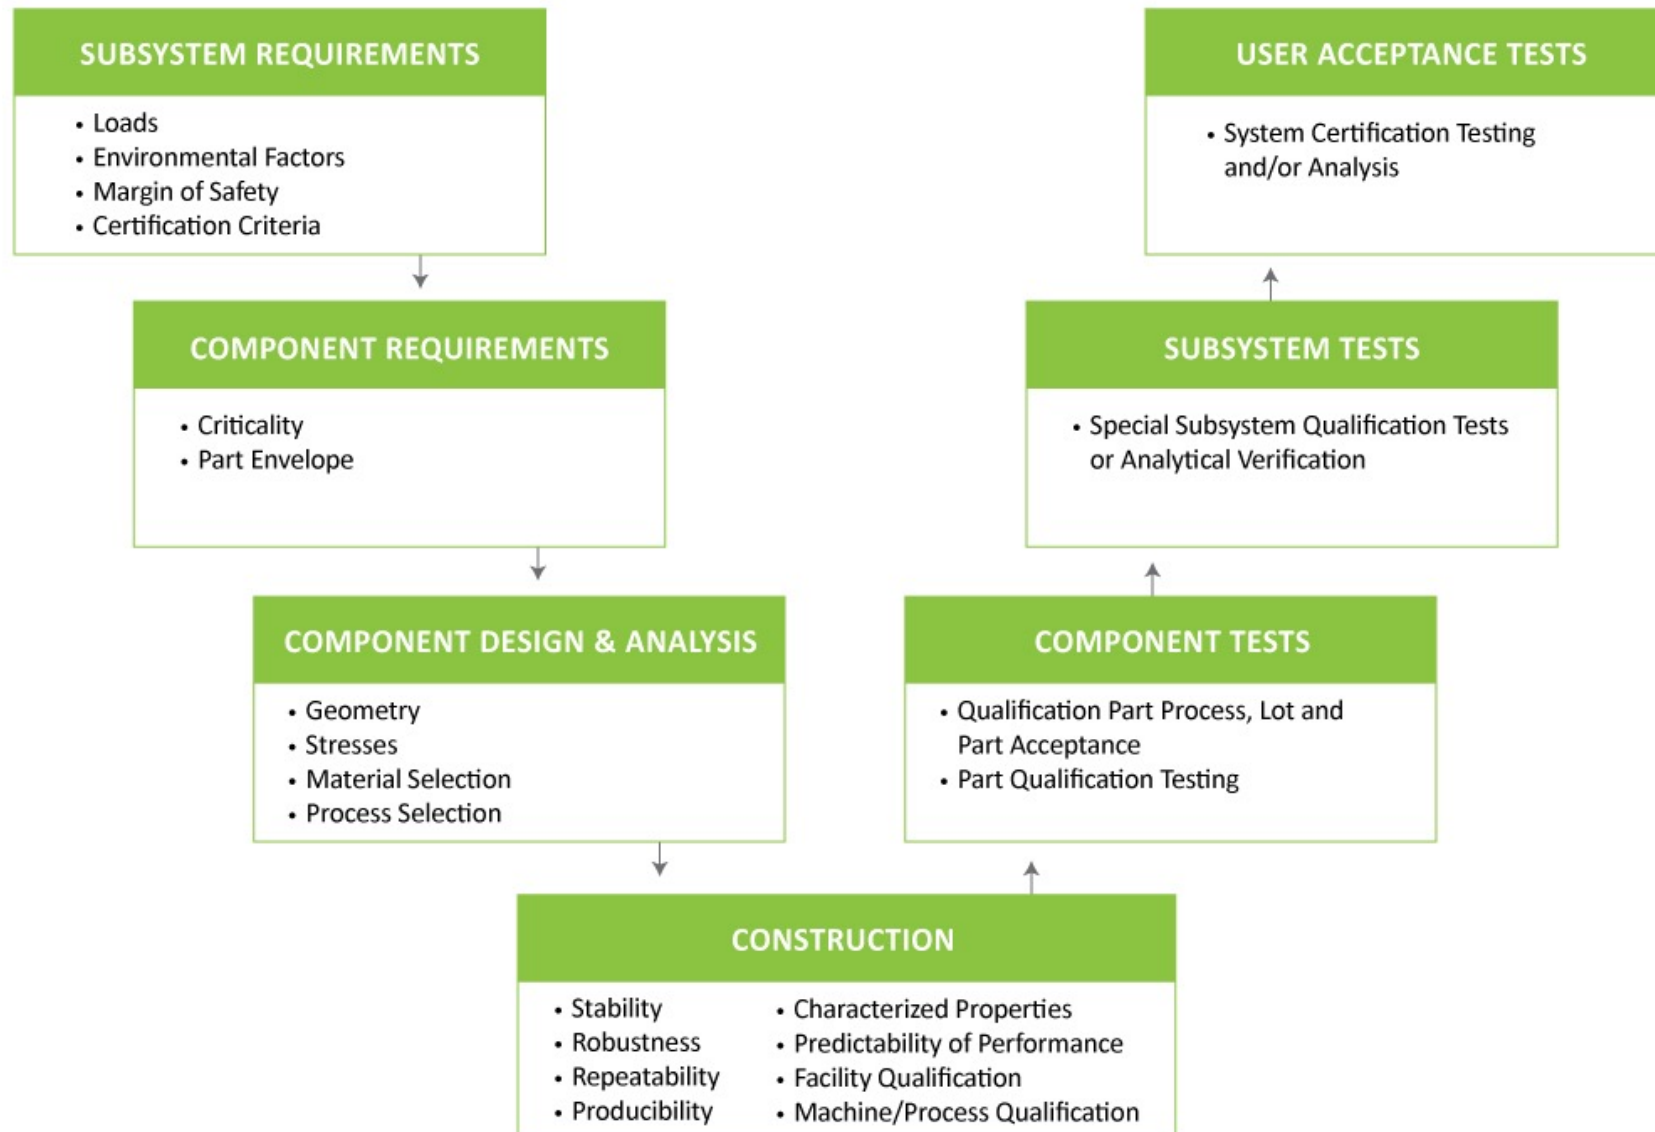 SUBSYSTEM REQUIREMENTS
• Loads
• Environmental Factors
• Margin of Safety
• Certification Criteria
COMPONENT REQUIREMENTS
• Criticality
• Part Envelope
COMPONENT DESIGN & ANALYSIS
• Geometry
• Stresses
• Material Selection
• Process Selection
CONSTRUCTION
• Stability
• Robustness
• Repeatability
• Producibility
• Characterized Properties
• Predictability of Performance
• Facility Qualification
• Machine/Process Qualification
COMPONENT TESTS
• Qualification Part Process, Lot and
Part Acceptance
• Part Qualification Testing
SUBSYSTEM TESTS
• Special Subsystem Qualification Tests
or Analytical Verification
USER ACCEPTANCE TESTS
• System Certification Testing
and/or Analysis